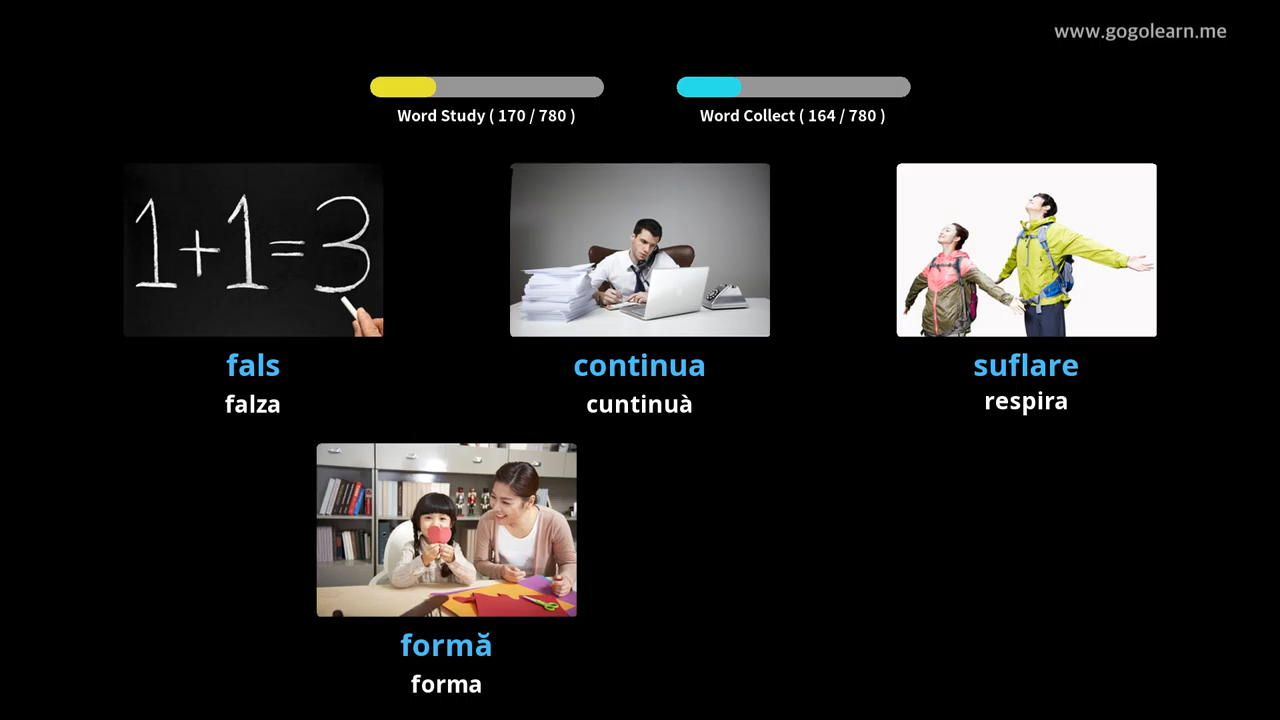 www.gogolearn.me
Word Study ( 170 / 780 )
Word Collect ( 164 / 780 )
1+1=3
fals
falza
continua
cuntinuà
suflare
respira
formă
forma